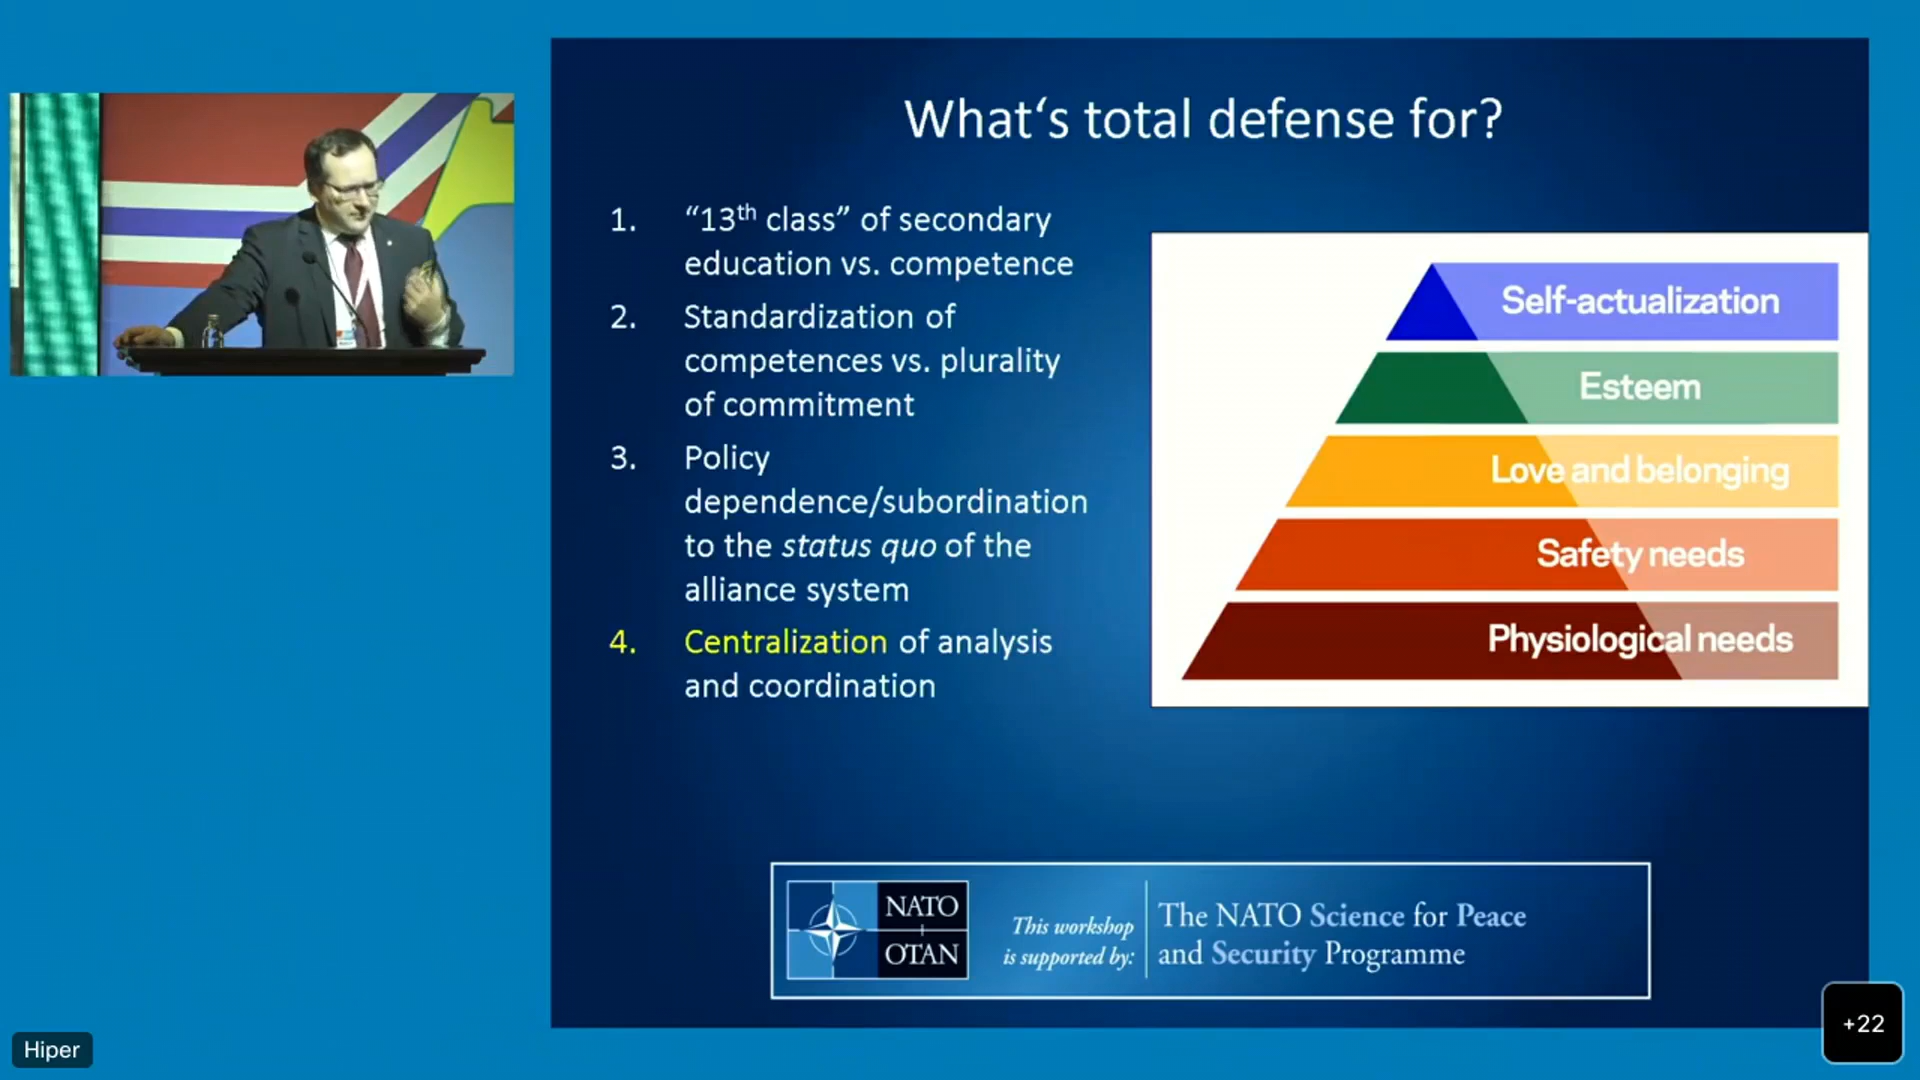 What‘s total defense for?
1. “13th class” of secondary
education vs. competence
2. Standardization of
competences vs. plurality
of commitment
3. Policy
dependence/subordination
to the status quo of the
alliance system
4. Centralization of analysis
and coordination
Self-actualization
Esteem
Love and belonging
Safety needs
Physiological needs
NATO
OTAN
This workshop
is supported by:
The NATO Science for Peace
and Security Programme
Hiper
+22